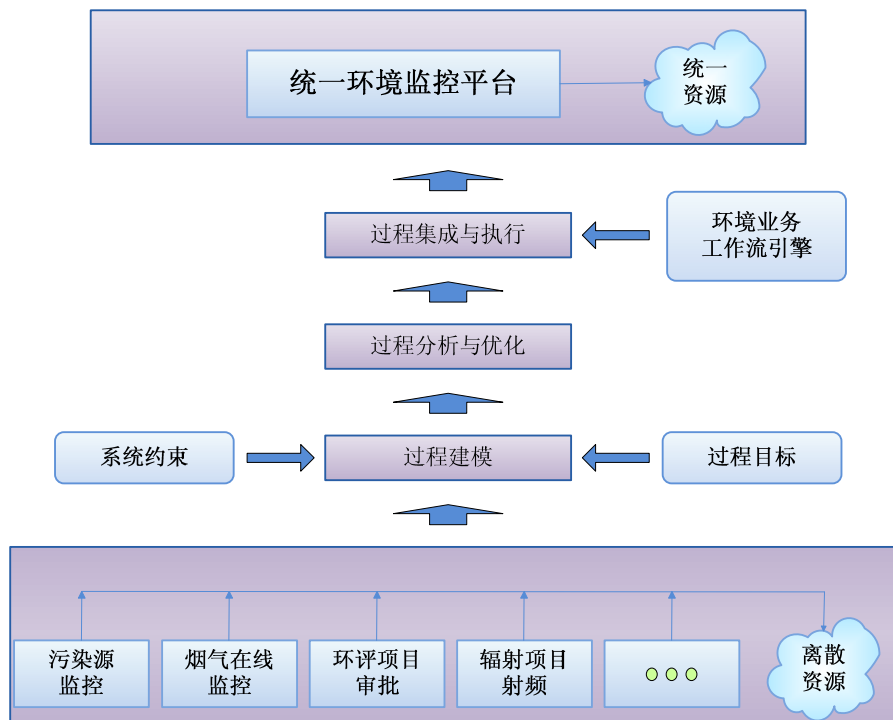 统一环境监控平台
统一
资源
过程集成与执行
环境业务
工作流引擎
过程分析与优化
系统约束
过程建模
过程目标
污染源
监控
烟气在线
监控
环评项目
审批
辐射项目
射频
离散
资源